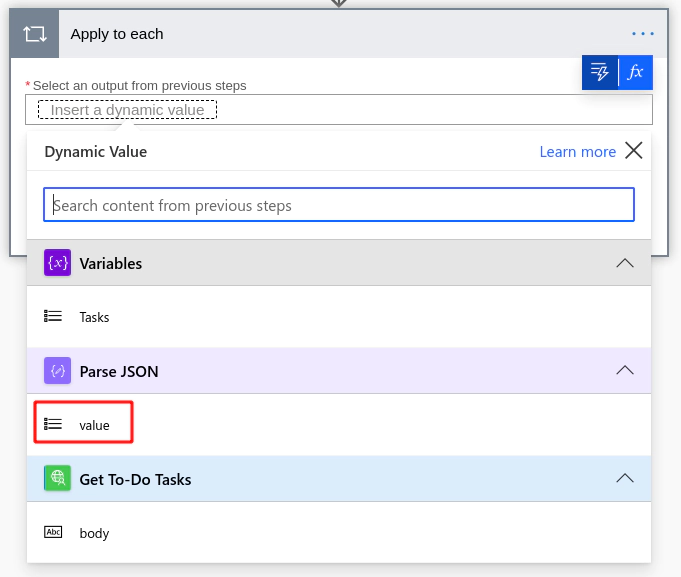 Apply to each
...
fx
* Select an output from previous steps
Insert a dynamic value
Dynamic Value
Learn more
Search content from previous steps
{x} Variables
Tasks
Parse JSON
value
Get To-Do Tasks
Abc body